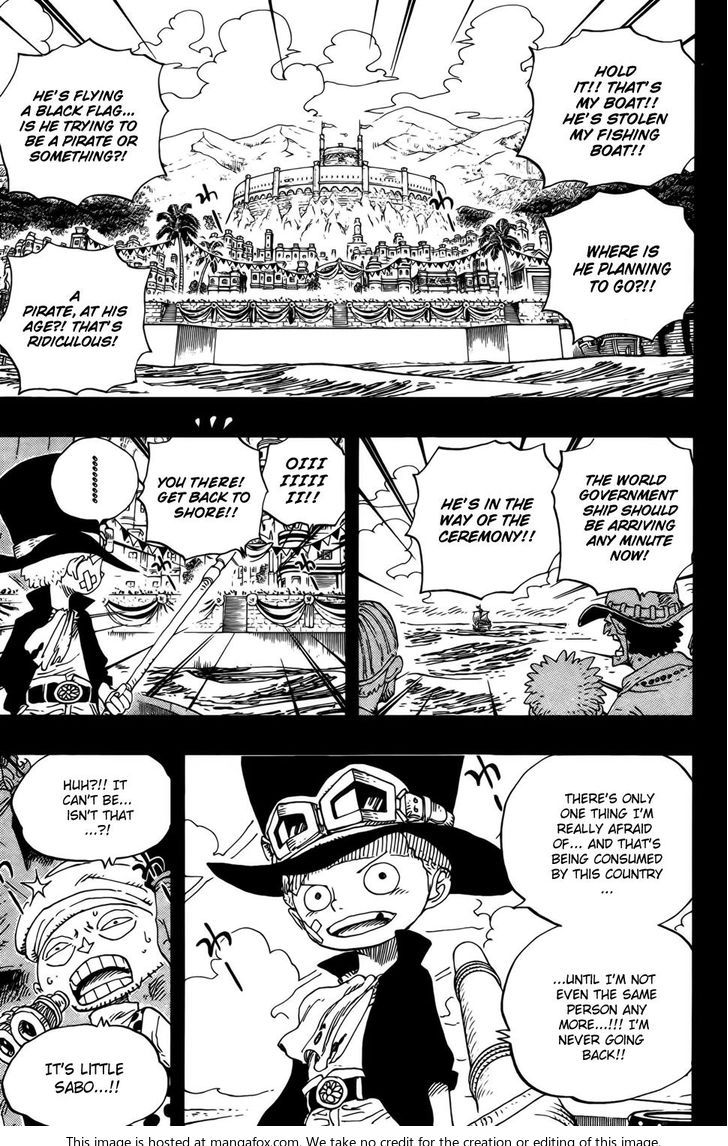 HOLD
IT!! THAT'S
MY BOAT!!
HE'S STOLEN
MY FISHING
BOAT!!
WHERE IS
HE PLANNING
TO GO?!!
HE'S FLYING
A BLACK FLAG...
IS HE TRYING TO
BE A PIRATE OR
SOMETHING?!
A
PIRATE, AT HIS
AGE?! THAT'S
RIDICULOUS!
THE WORLD
GOVERNMENT
SHIP SHOULD
BE ARRIVING
ANY MINUTE
NOW!
HE'S IN THE
WAY OF THE
CEREMONY!!
OIII
IIIII
II!!
YOU THERE!
GET BACK TO
SHORE!!
THERE'S ONLY
ONE THING I'M
REALLY AFRAID
OF... AND THAT'S
BEING CONSUMED
BY THIS COUNTRY
...
...UNTIL I'M NOT
EVEN THE SAME
PERSON ANY
MORE...!!! I'M
NEVER GOING
BACK!!
HUH?!! IT
CAN'T BE...
ISN'T THAT
...?!
IT'S LITTLE
SABO...!!
This image is hosted at mangafox.com. We take no credit for the creation or editing of this image.